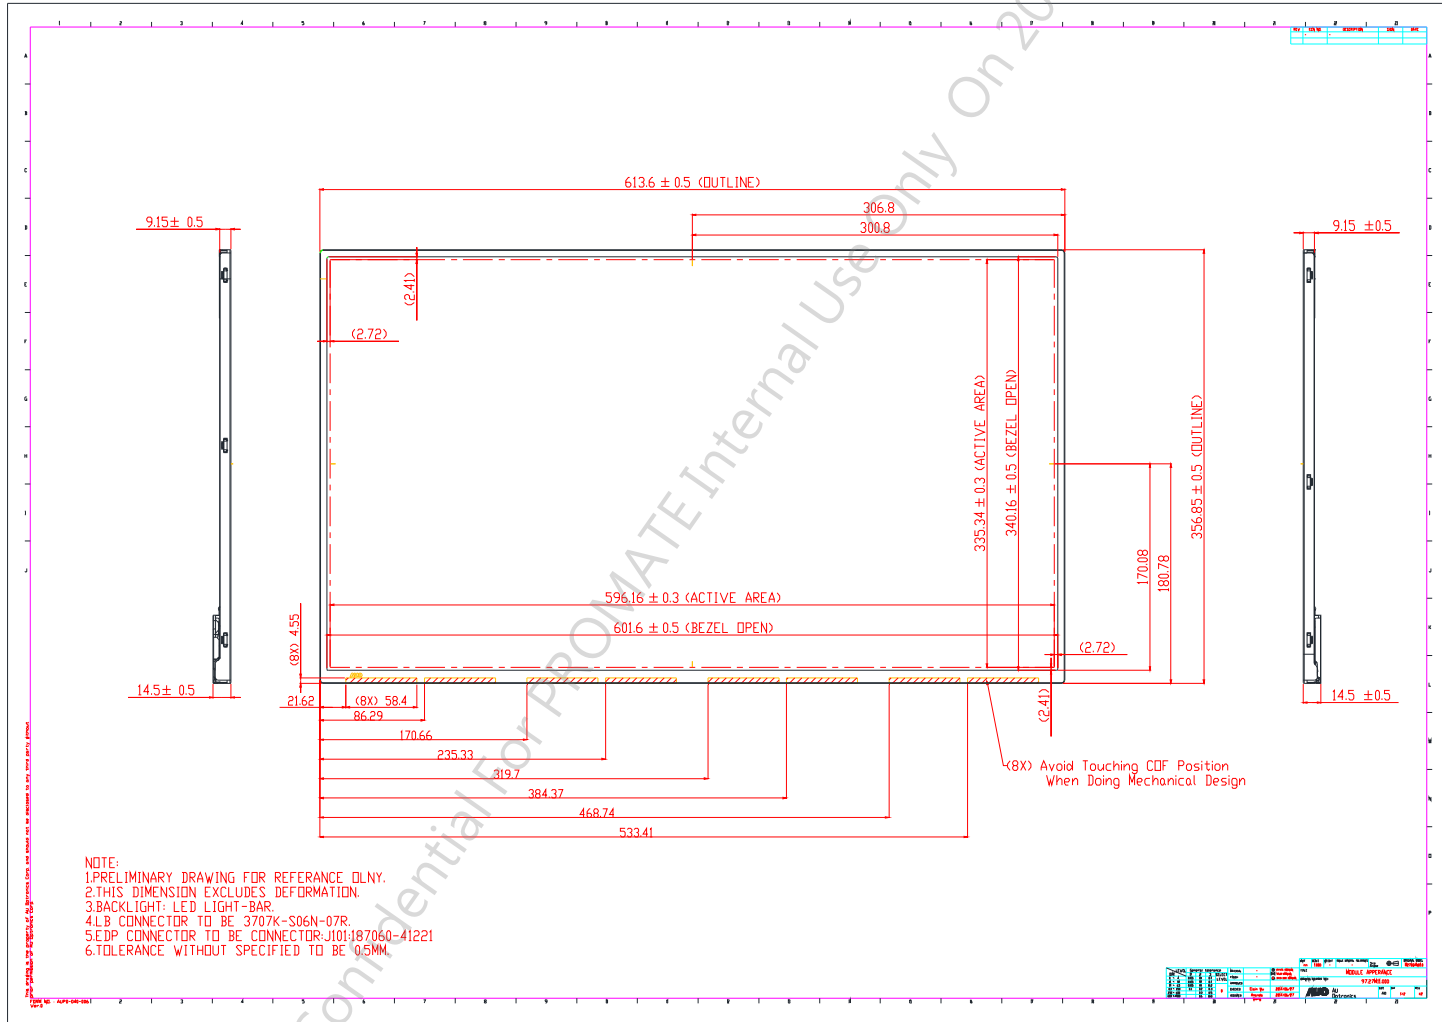 613.6 ± 0.5 (OUTLINE)
306.8
300.8
9.15± 0.5
9.15 ±0.5
(2.41)
(2.72)
335.34 ± 0.3 (ACTIVE AREA)
340.16 ± 0.5 (BEZEL OPEN)
356.85 ± 0.5 (OUTLINE)
170.08
180.78
596.16 ± 0.3 (ACTIVE AREA)
601.6 ± 0.5 (BEZEL OPEN)
(8X) 4.55
(2.72)
(2.41)
14.5± 0.5
14.5 ±0.5
21.62
(8X) 58.4
86.29
170.66
235.33
319.7
384.37
468.74
533.41
(8X) Avoid Touching COF Position
When Doing Mechanical Design
NOTE:
1.PRELIMINARY DRAWING FOR REFERANCE OLNY.
2.THIS DIMENSION EXCLUDES DEFORMATION.
3.BACKLIGHT: LED LIGHT-BAR.
4.LB CONNECTOR TO BE 3707K-S06N-07R.
5.EDP CONNECTOR TO BE CONNECTOR:J101:187060-41221
6.TOLERANCE WITHOUT SPECIFIED TO BE 0.5MM.
onfidential For PROMATE Internal Use Only On 20
MODULE APPERANCE
AUO
AU
Optronics